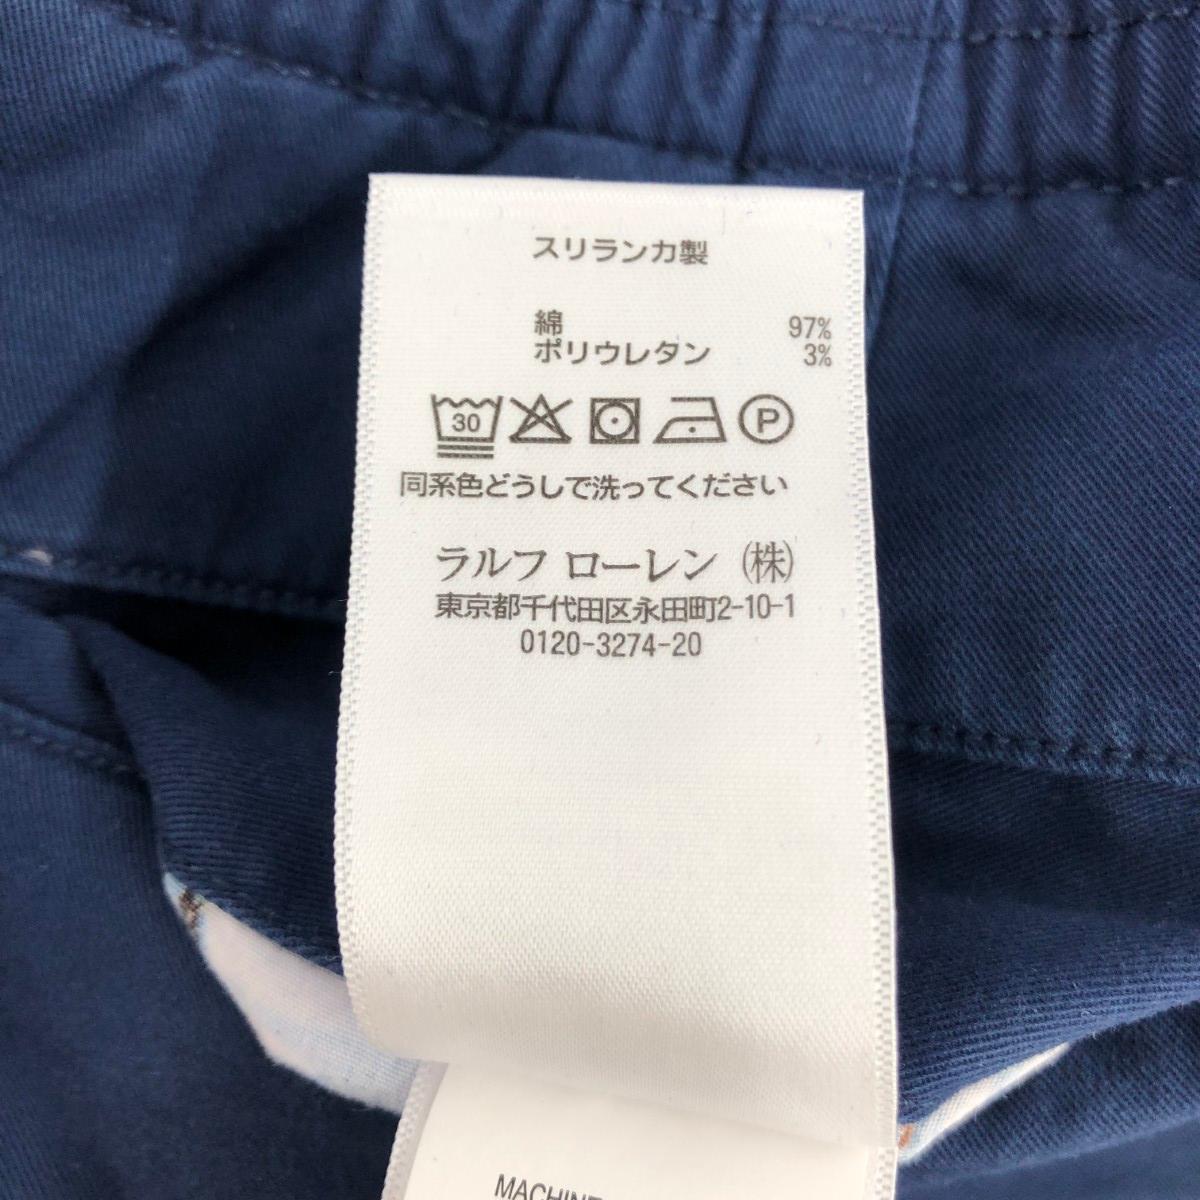 スリランカ製
綿 97%
ポリウレタン 3%
30 P
同系色どうしで洗ってください
ラルフ ローレン (株)
東京都千代田区永田町2-10-1
0120-3274-20
MACHINE